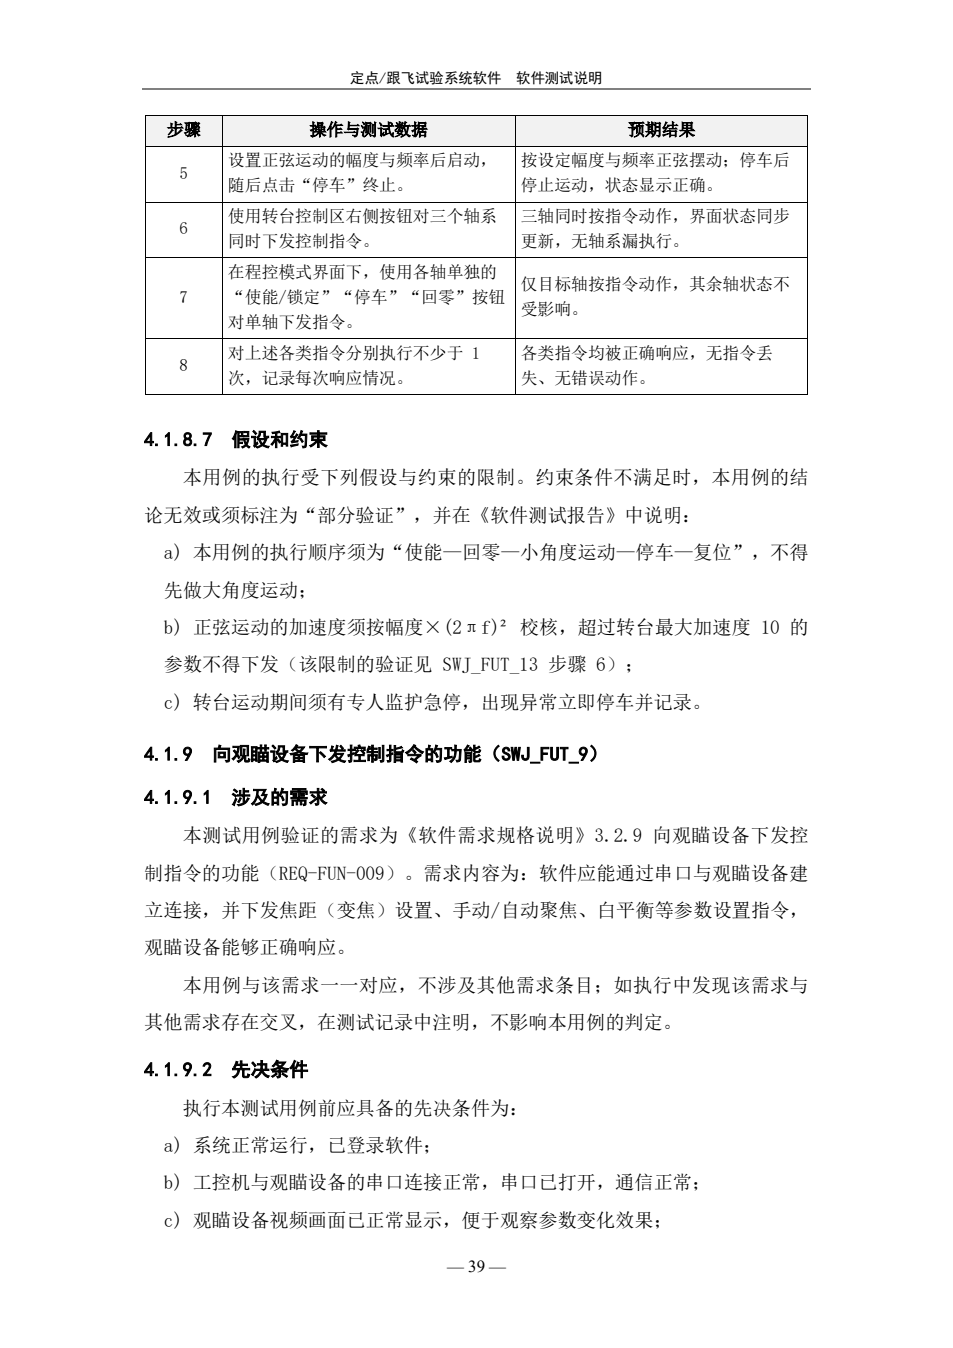 定点/跟飞试验系统软件　软件测试说明
步骤
操作与测试数据
预期结果
5
设置正弦运动的幅度与频率后启动，
随后点击“停车”终止。
按设定幅度与频率正弦摆动；停车后
停止运动，状态显示正确。
6
使用转台控制区右侧按钮对三个轴系
同时下发控制指令。
三轴同时按指令动作，界面状态同步
更新，无轴系漏执行。
7
在程控模式界面下，使用各轴单独的
“使能/锁定”“停车”“回零”按钮
对单轴下发指令。
仅目标轴按指令动作，其余轴状态不
受影响。
8
对上述各类指令分别执行不少于 1
次，记录每次响应情况。
各类指令均被正确响应，无指令丢
失、无错误动作。
4.1.8.7 假设和约束
本用例的执行受下列假设与约束的限制。约束条件不满足时，本用例的结
论无效或须标注为“部分验证”，并在《软件测试报告》中说明：
a) 本用例的执行顺序须为“使能—回零—小角度运动—停车—复位”，不得
先做大角度运动；
b) 正弦运动的加速度须按幅度×(2πf)² 校核，超过转台最大加速度 10 的
参数不得下发（该限制的验证见 SWJ_FUT_13 步骤 6）；
c) 转台运动期间须有专人监护急停，出现异常立即停车并记录。
4.1.9 向观瞄设备下发控制指令的功能（SWJ_FUT_9）
4.1.9.1 涉及的需求
本测试用例验证的需求为《软件需求规格说明》3.2.9 向观瞄设备下发控
制指令的功能（REQ-FUN-009）。需求内容为：软件应能通过串口与观瞄设备建
立连接，并下发焦距（变焦）设置、手动/自动聚焦、白平衡等参数设置指令，
观瞄设备能够正确响应。
本用例与该需求一一对应，不涉及其他需求条目；如执行中发现该需求与
其他需求存在交叉，在测试记录中注明，不影响本用例的判定。
4.1.9.2 先决条件
执行本测试用例前应具备的先决条件为：
a) 系统正常运行，已登录软件；
b) 工控机与观瞄设备的串口连接正常，串口已打开，通信正常；
c) 观瞄设备视频画面已正常显示，便于观察参数变化效果；
— 39 —